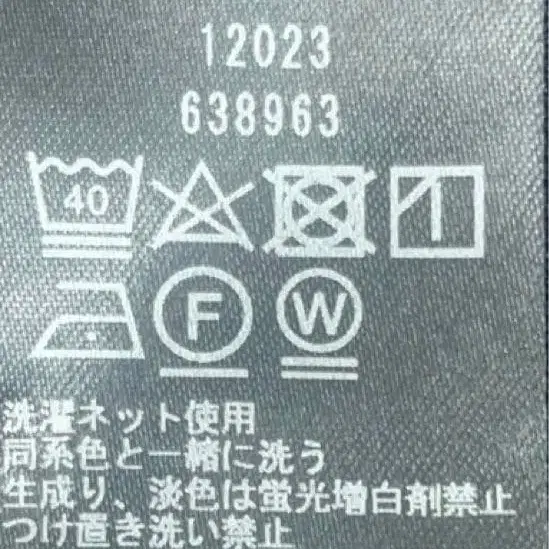 12023
638963
40
F W
洗濯ネット使用
同系色と一緒に洗う
生成り、淡色は蛍光増白剤禁止
つけ置き洗い禁止